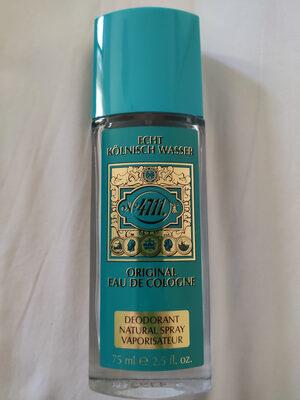 ECHT
KÖLNISCH WASSER
Nº 4711.
ORIGINAL
EAU DE COLOGNE
DEODORANT
NATURAL SPRAY
VAPORISATEUR
75 ml ℮ 2.5 fl. oz.